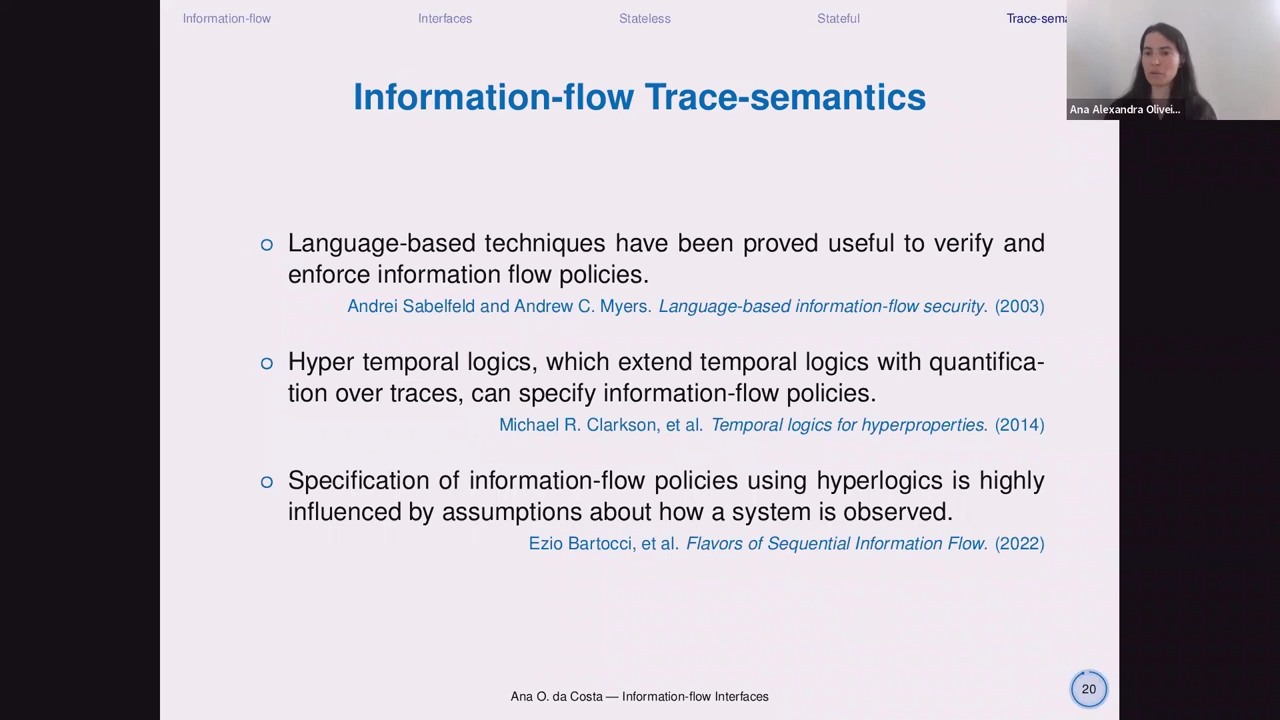 Information-flow
Interfaces
Stateless
Stateful
Trace-sem
Ana Alexandra Olivei...
Information-flow Trace-semantics
Language-based techniques have been proved useful to verify and
enforce information flow policies.
Andrei Sabelfeld and Andrew C. Myers. Language-based information-flow security. (2003)
Hyper temporal logics, which extend temporal logics with quantifica-
tion over traces, can specify information-flow policies.
Michael R. Clarkson, et al. Temporal logics for hyperproperties. (2014)
Specification of information-flow policies using hyperlogics is highly
influenced by assumptions about how a system is observed.
Ezio Bartocci, et al. Flavors of Sequential Information Flow. (2022)
Ana O. da Costa — Information-flow Interfaces
20